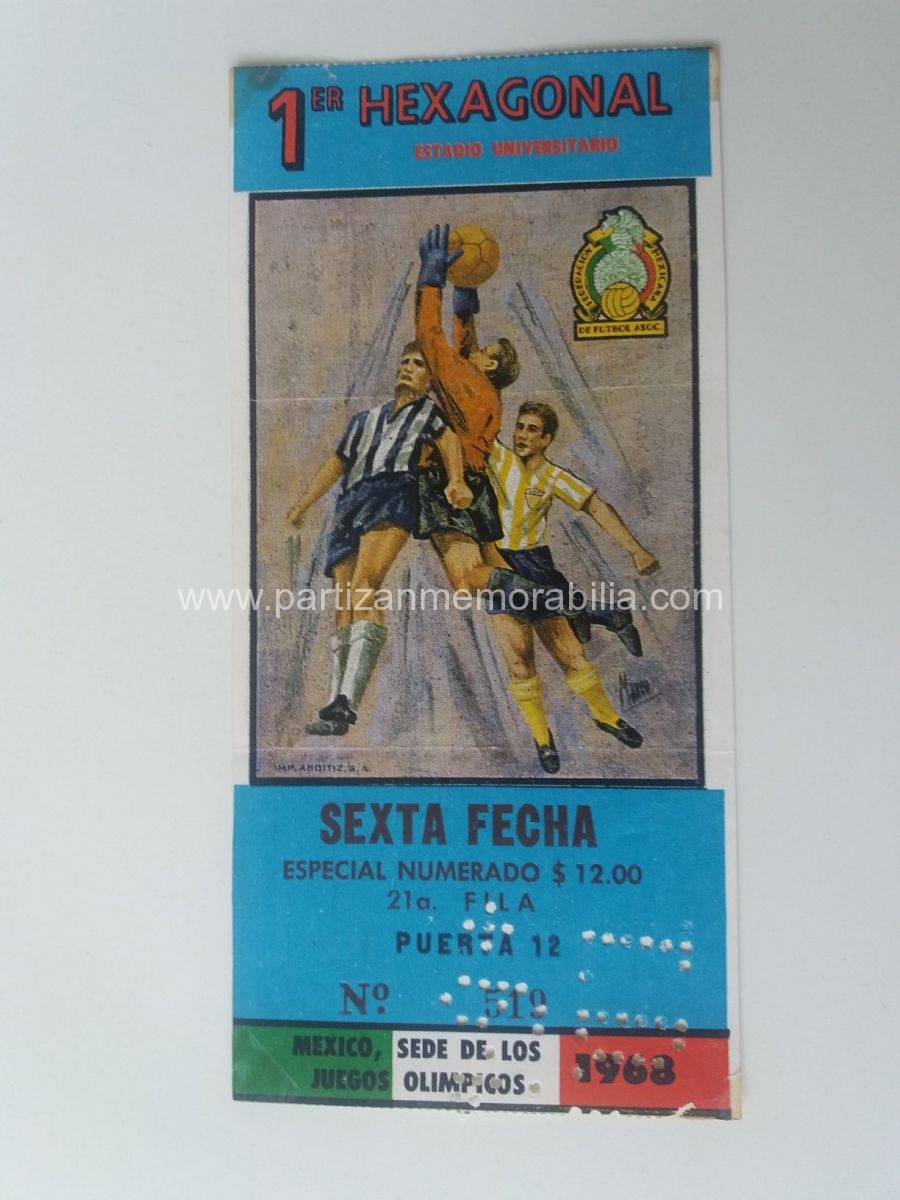 1ER HEXAGONAL
ESTADIO UNIVERSITARIO
FEDERACION MEXICANA
DE FUTBOL ASOC.
www.partizanmemorabilia.com
IMP. ABOITIZ, S. A.
SEXTA FECHA
ESPECIAL NUMERADO $ 12.00
21a. FILA
PUERTA 12
Nº 519
MEXICO, SEDE DE LOS
JUEGOS OLIMPICOS 1968